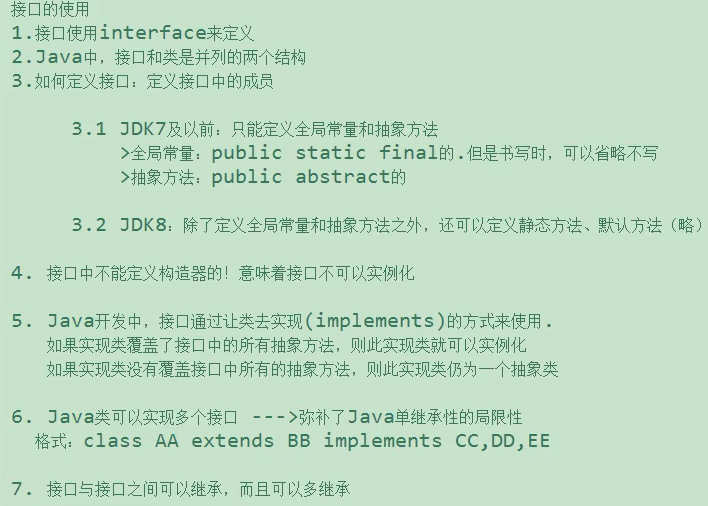 接口的使用
1.接口使用interface来定义
2.Java中，接口和类是并列的两个结构
3.如何定义接口：定义接口中的成员
3.1 JDK7及以前：只能定义全局常量和抽象方法
>全局常量：public static final的.但是书写时，可以省略不写
>抽象方法：public abstract的
3.2 JDK8：除了定义全局常量和抽象方法之外，还可以定义静态方法、默认方法（略）
4. 接口中不能定义构造器的！意味着接口不可以实例化
5. Java开发中，接口通过让类去实现(implements)的方式来使用.
如果实现类覆盖了接口中的所有抽象方法，则此实现类就可以实例化
如果实现类没有覆盖接口中所有的抽象方法，则此实现类仍为一个抽象类
6. Java类可以实现多个接口 --->弥补了Java单继承性的局限性
格式：class AA extends BB implements CC,DD,EE
7. 接口与接口之间可以继承，而且可以多继承